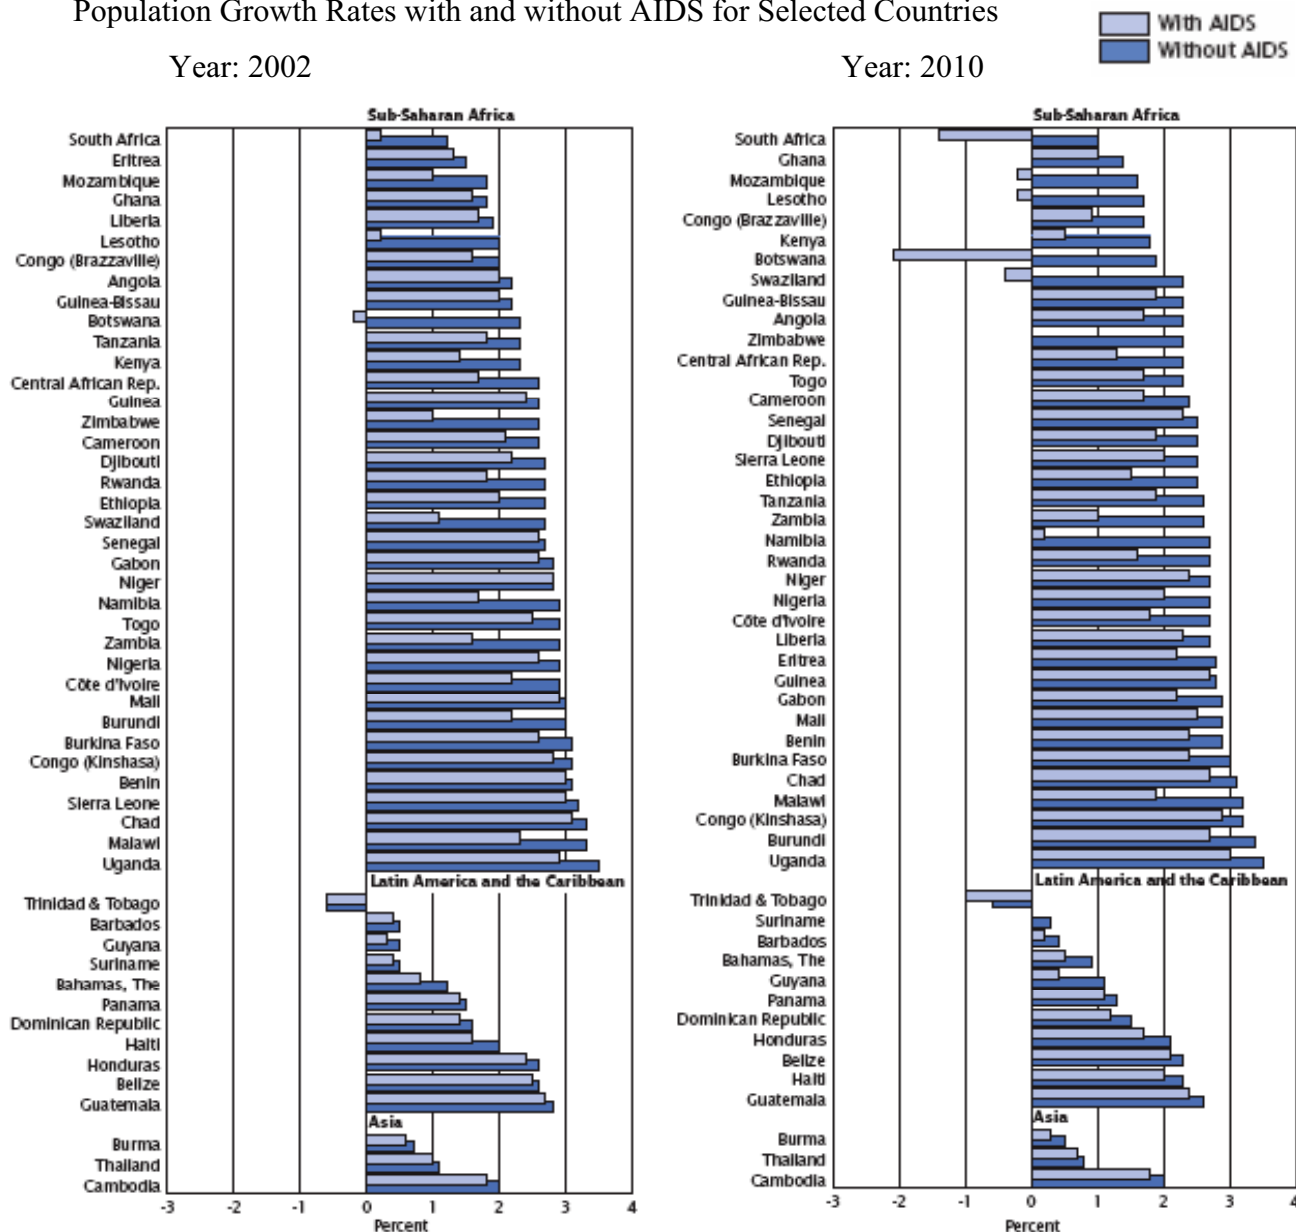 Population Growth Rates with and without AIDS for Selected Countries
With AIDS
Without AIDS
Year: 2002
Year: 2010
Sub-Saharan Africa
South Africa
Eritrea
Mozambique
Ghana
Liberia
Lesotho
Congo (Brazzaville)
Angola
Guinea-Bissau
Botswana
Tanzania
Kenya
Central African Rep.
Guinea
Zimbabwe
Cameroon
Djibouti
Rwanda
Ethiopia
Swaziland
Senegal
Gabon
Niger
Namibia
Togo
Zambia
Nigeria
Côte d'Ivoire
Mali
Burundi
Burkina Faso
Congo (Kinshasa)
Benin
Sierra Leone
Chad
Malawi
Uganda
Latin America and the Caribbean
Trinidad & Tobago
Barbados
Guyana
Suriname
Bahamas, The
Panama
Dominican Republic
Haiti
Honduras
Belize
Guatemala
Asia
Burma
Thailand
Cambodia
-3 -2 -1 0 1 2 3 4
Percent
Sub-Saharan Africa
South Africa
Ghana
Mozambique
Lesotho
Congo (Brazzaville)
Kenya
Botswana
Swaziland
Guinea-Bissau
Angola
Zimbabwe
Central African Rep.
Togo
Cameroon
Senegal
Djibouti
Sierra Leone
Ethiopia
Tanzania
Zambia
Namibia
Rwanda
Niger
Nigeria
Côte d'Ivoire
Liberia
Eritrea
Guinea
Gabon
Mali
Benin
Burkina Faso
Chad
Malawi
Congo (Kinshasa)
Burundi
Uganda
Latin America and the Caribbean
Trinidad & Tobago
Suriname
Barbados
Bahamas, The
Guyana
Panama
Dominican Republic
Honduras
Belize
Haiti
Guatemala
Asia
Burma
Thailand
Cambodia
-3 -2 -1 0 1 2 3 4
Percent